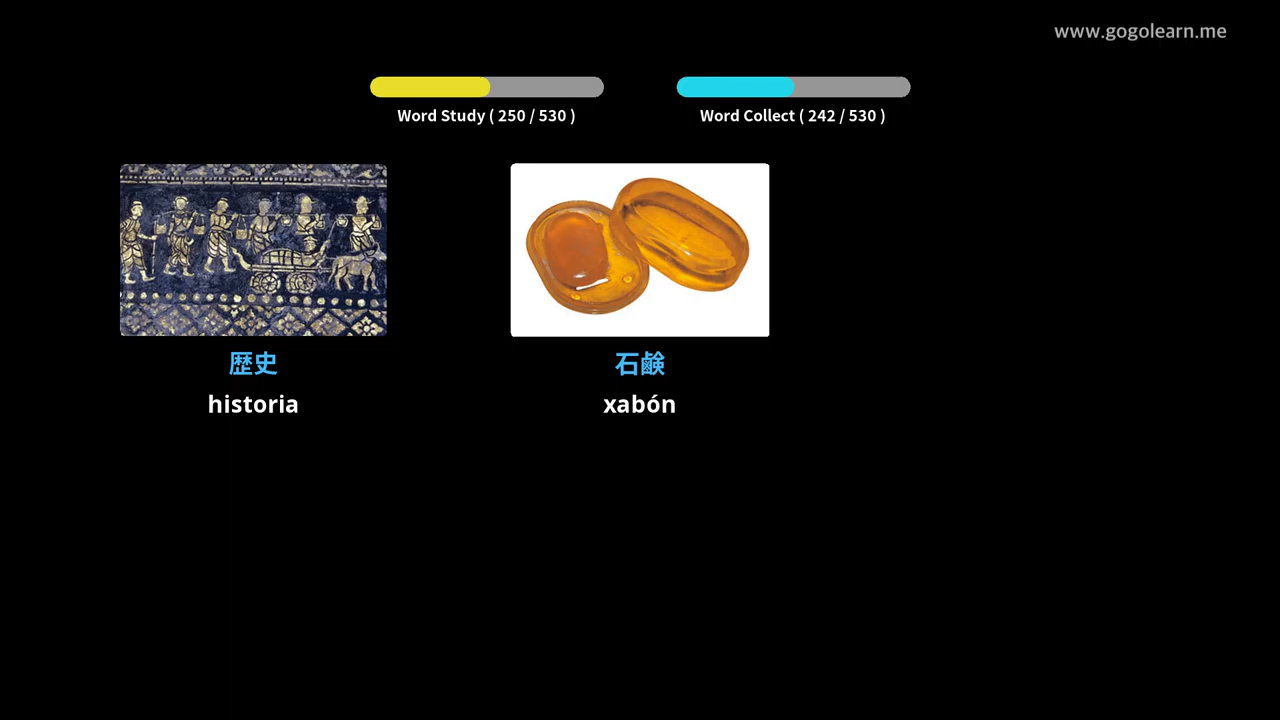 www.gogolearn.me
Word Study ( 250 / 530 )
Word Collect ( 242 / 530 )
歴史
historia
石鹸
xabón